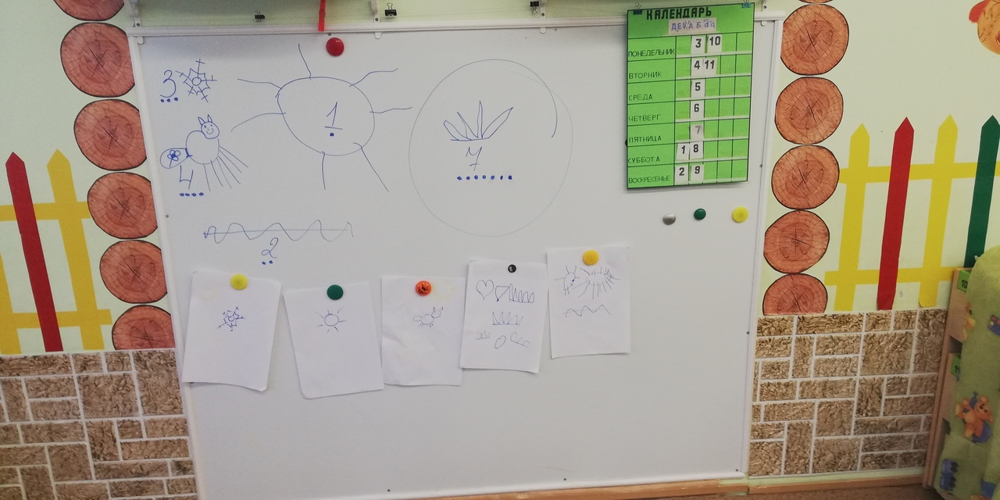 КАЛЕНДАРЬ
ДЕКАБРЯ
ПОНЕДЕЛЬНИК 3 10
ВТОРНИК 4 11
СРЕДА 5
ЧЕТВЕРГ 6
ПЯТНИЦА 7
СУББОТА 1 8
ВОСКРЕСЕНЬЕ 2 9
3
1
7
4
2